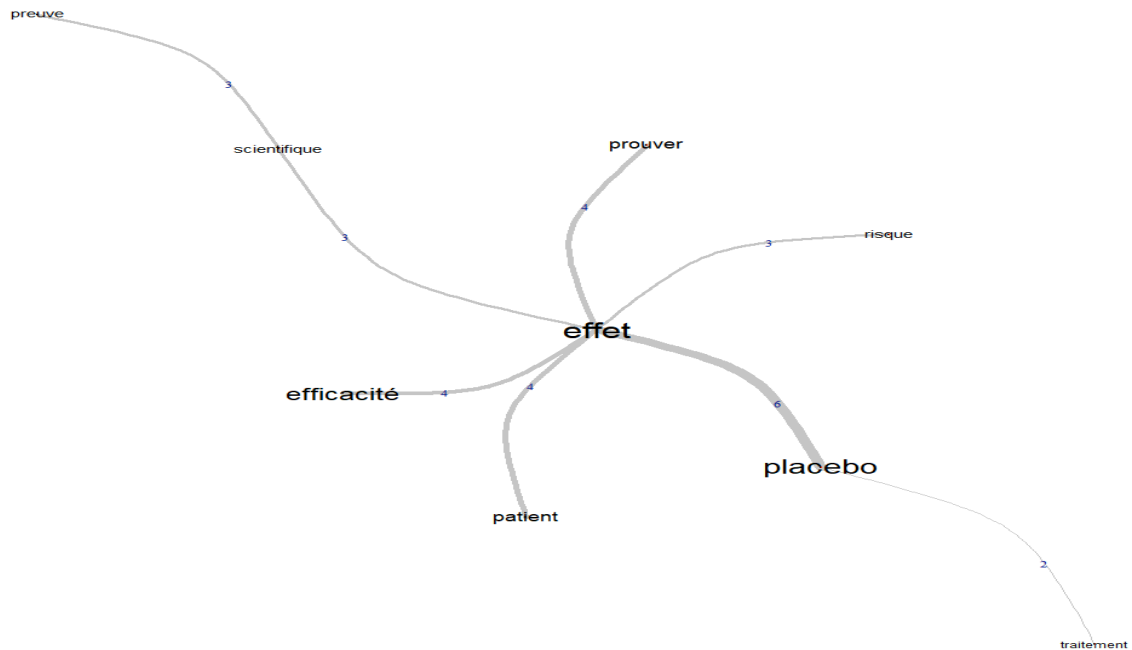 preuve
3
scientifique
prouver
4
3
risque
3
effet
efficacité
4
4
6
placebo
patient
2
traitement